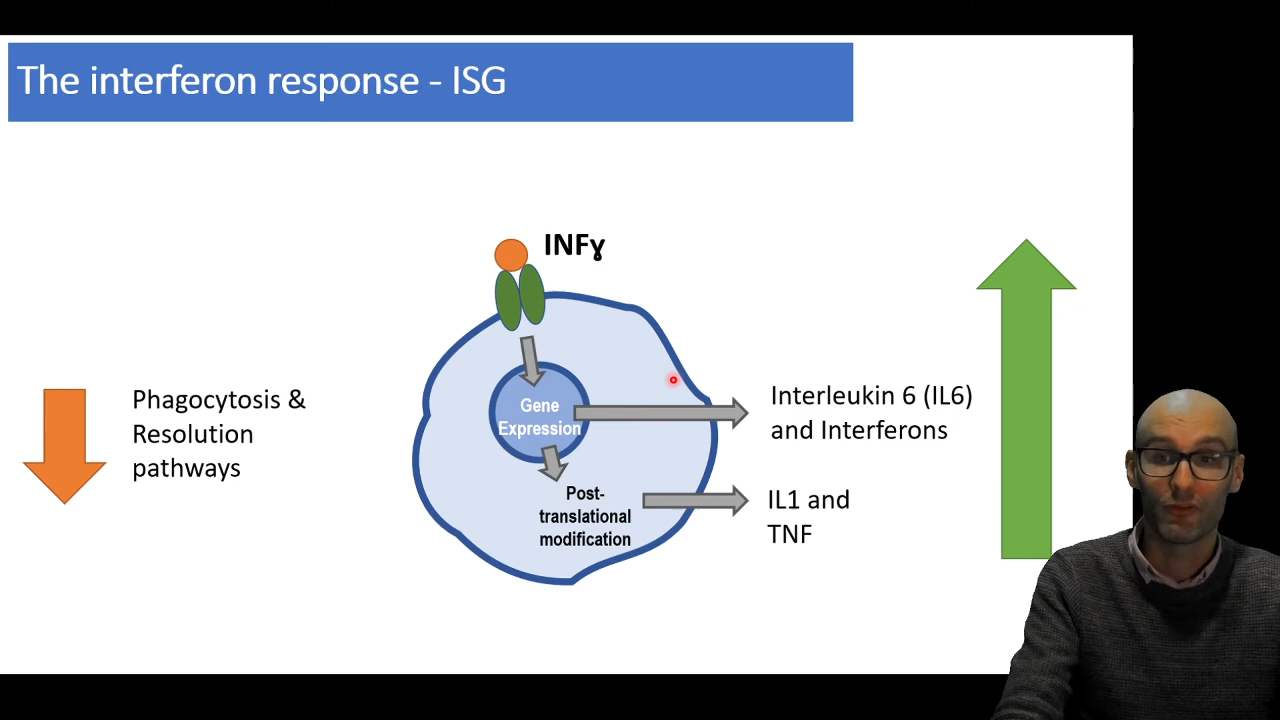 The interferon response - ISG
INFɣ
Phagocytosis &
Resolution
pathways
Gene
Expression
Interleukin 6 (IL6)
and Interferons
Post-
translational
modification
IL1 and
TNF